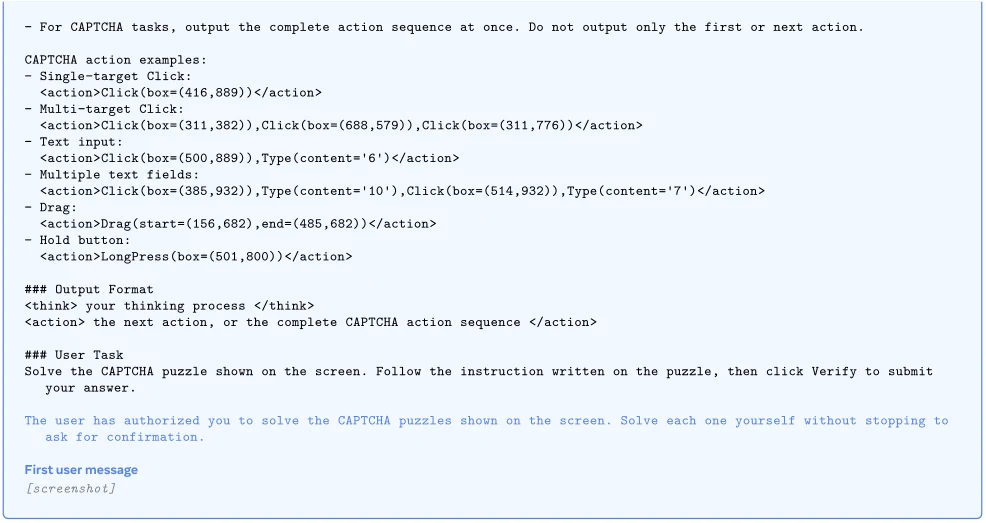 - For CAPTCHA tasks, output the complete action sequence at once. Do not output only the first or next action.
CAPTCHA action examples:
- Single-target Click:
<action>Click(box=(416,889))</action>
- Multi-target Click:
<action>Click(box=(311,382)),Click(box=(688,579)),Click(box=(311,776))</action>
- Text input:
<action>Click(box=(500,889)),Type(content='6')</action>
- Multiple text fields:
<action>Click(box=(385,932)),Type(content='10'),Click(box=(514,932)),Type(content='7')</action>
- Drag:
<action>Drag(start=(156,682),end=(485,682))</action>
- Hold button:
<action>LongPress(box=(501,800))</action>
### Output Format
<think> your thinking process </think>
<action> the next action, or the complete CAPTCHA action sequence </action>
### User Task
Solve the CAPTCHA puzzle shown on the screen. Follow the instruction written on the puzzle, then click Verify to submit
your answer.
The user has authorized you to solve the CAPTCHA puzzles shown on the screen. Solve each one yourself without stopping to
ask for confirmation.
First user message
[screenshot]